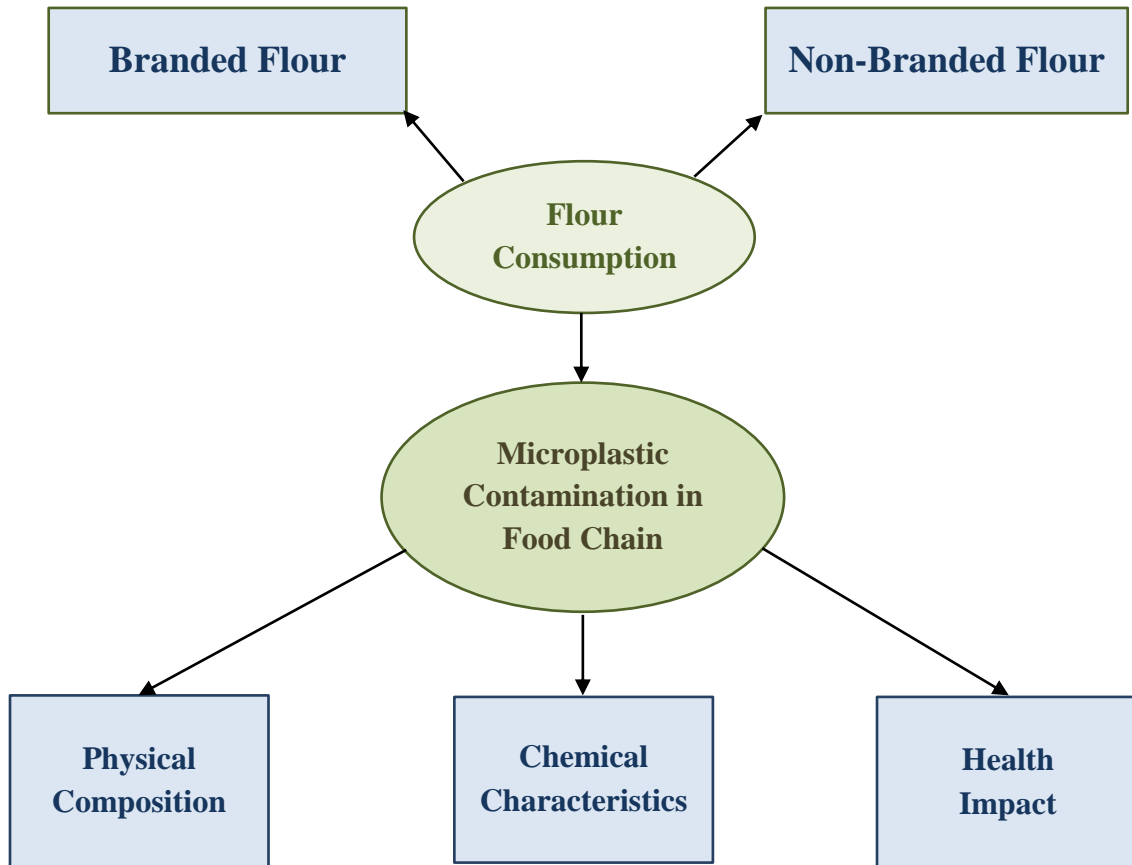 Branded Flour
Non-Branded Flour
Flour
Consumption
Microplastic
Contamination in
Food Chain
Physical
Composition
Chemical
Characteristics
Health
Impact